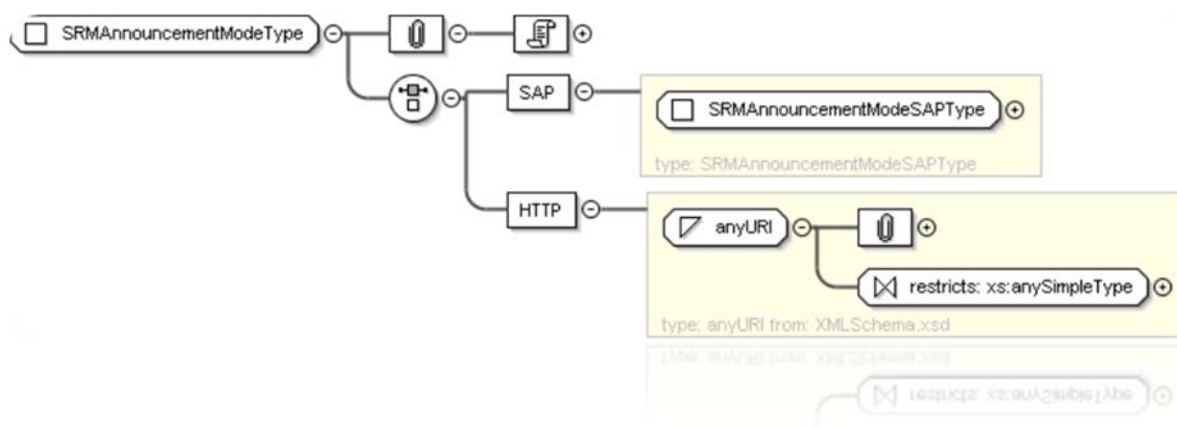 SRMAnnouncementModeType
SAP
SRMAnnouncementModeSAPType
type: SRMAnnouncementModeSAPType
HTTP
anyURI
restricts: xs:anySimpleType
type: anyURI from: XMLSchema.xsd